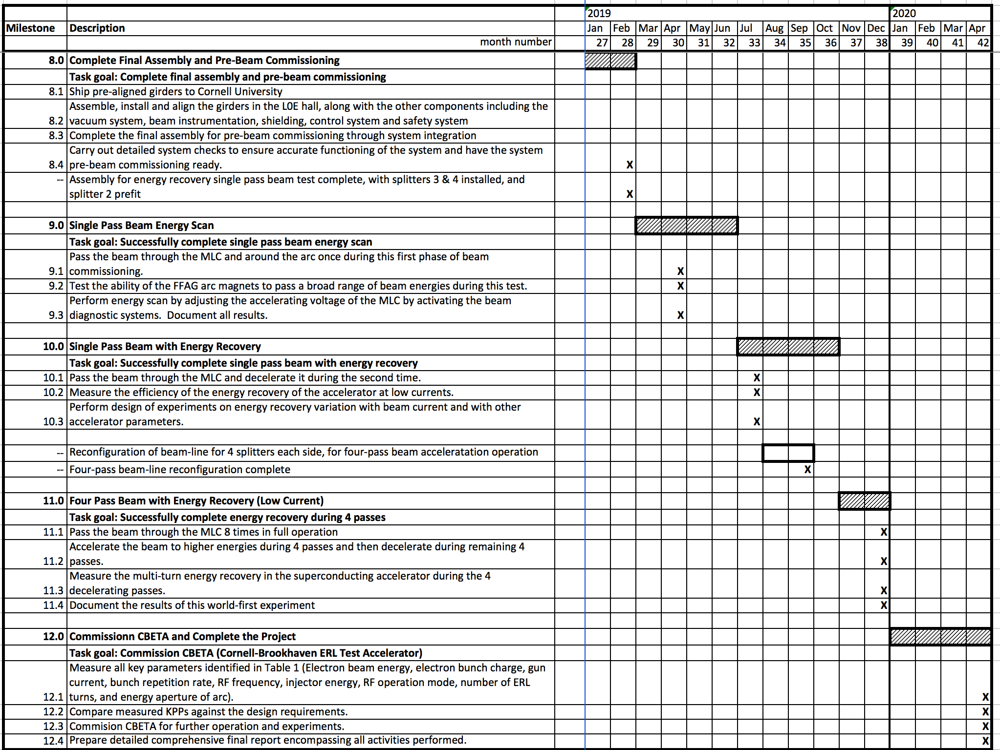 2019 2020
Milestone Description Jan Feb Mar Apr May Jun Jul Aug Sep Oct Nov Dec Jan Feb Mar Apr
month number 27 28 29 30 31 32 33 34 35 36 37 38 39 40 41 42
8.0 Complete Final Assembly and Pre-Beam Commissioning
Task goal: Complete final assembly and pre-beam commissioning
8.1 Ship pre-aligned girders to Cornell University
Assemble, install and align the girders in the L0E hall, along with the other components including the
8.2 vacuum system, beam instrumentation, shielding, control system and safety system
8.3 Complete the final assembly for pre-beam commissioning through system integration
Carry out detailed system checks to ensure accurate functioning of the system and have the system
8.4 pre-beam commissioning ready. X
-- Assembly for energy recovery single pass beam test complete, with splitters 3 & 4 installed, and
splitter 2 prefit X
9.0 Single Pass Beam Energy Scan
Task goal: Successfully complete single pass beam energy scan
Pass the beam through the MLC and around the arc once during this first phase of beam
9.1 commissioning. X
9.2 Test the ability of the FFAG arc magnets to pass a broad range of beam energies during this test. X
Perform energy scan by adjusting the accelerating voltage of the MLC by activating the beam
9.3 diagnostic systems.  Document all results. X
10.0 Single Pass Beam with Energy Recovery
Task goal: Successfully complete single pass beam with energy recovery
10.1 Pass the beam through the MLC and decelerate it during the second time. X
10.2 Measure the efficiency of the energy recovery of the accelerator at low currents. X
Perform design of experiments on energy recovery variation with beam current and with other
10.3 accelerator parameters. X
-- Reconfiguration of beam-line for 4 splitters each side, for four-pass beam acceleratation operation
-- Four-pass beam-line reconfiguration complete X
11.0 Four Pass Beam with Energy Recovery (Low Current)
Task goal: Successfully complete energy recovery during 4 passes
11.1 Pass the beam through the MLC 8 times in full operation X
Accelerate the beam to higher energies during 4 passes and then decelerate during remaining 4
11.2 passes. X
Measure the multi-turn energy recovery in the superconducting accelerator during the 4
11.3 decelerating passes. X
11.4 Document the results of this world-first experiment X
12.0 Commissionn CBETA and Complete the Project
Task goal: Commission CBETA (Cornell-Brookhaven ERL Test Accelerator)
Measure all key parameters identified in Table 1 (Electron beam energy, electron bunch charge, gun
current, bunch repetition rate, RF frequency, injector energy, RF operation mode, number of ERL
12.1 turns, and energy aperture of arc). X
12.2 Compare measured KPPs against the design requirements. X
12.3 Commision CBETA for further operation and experiments. X
12.4 Prepare detailed comprehensive final report encompassing all activities performed. X